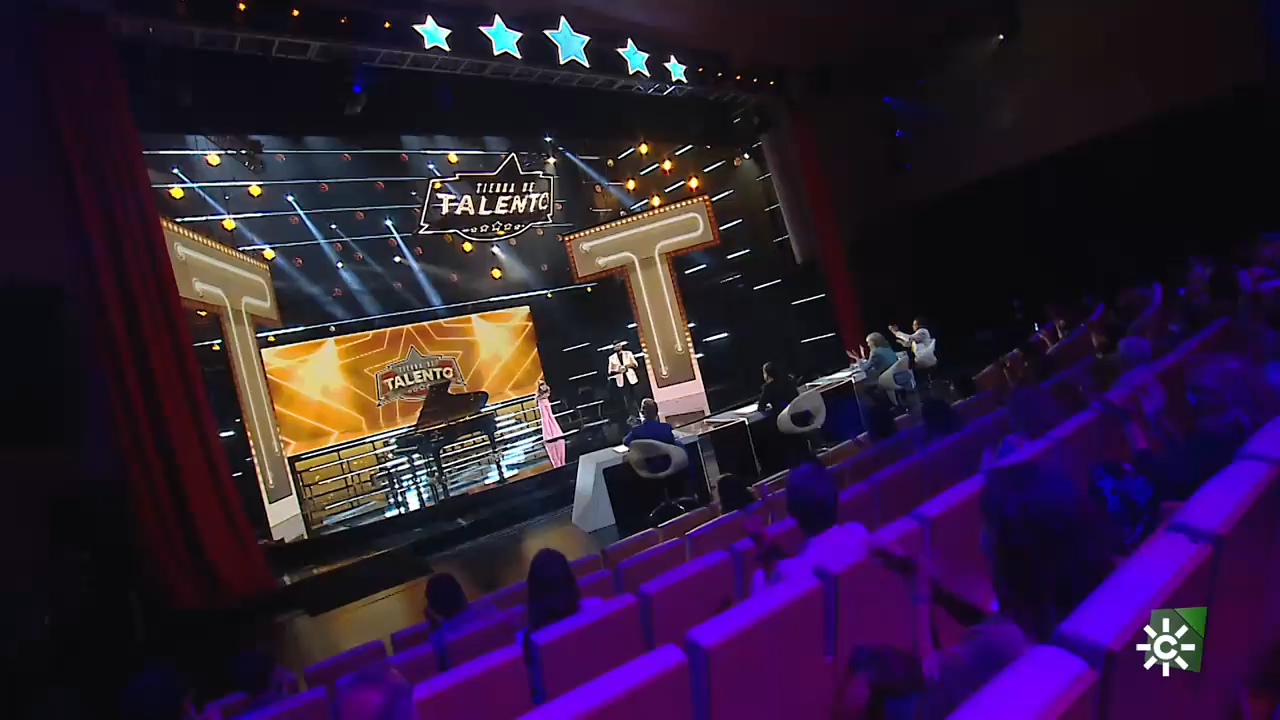 TIERRA DE
TALENTO
T
T
TIERRA DE
TALENTO
C